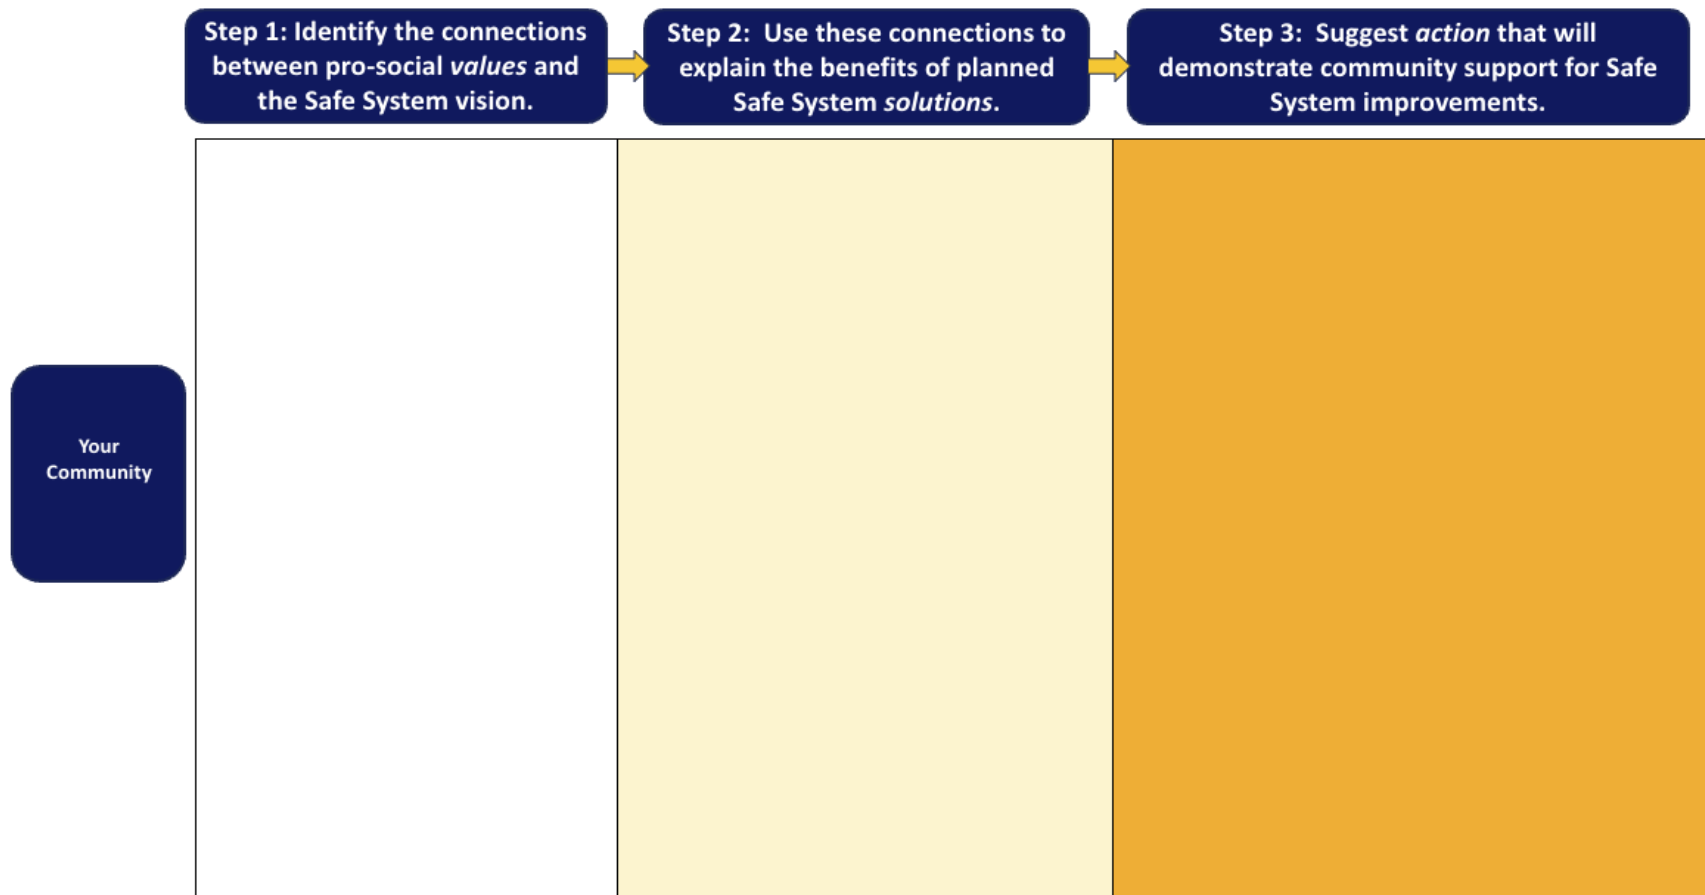 Step 1: Identify the connections
between pro-social values and
the Safe System vision.
Step 2:  Use these connections to
explain the benefits of planned
Safe System solutions.
Step 3:  Suggest action that will
demonstrate community support for Safe
System improvements.
Your
Community